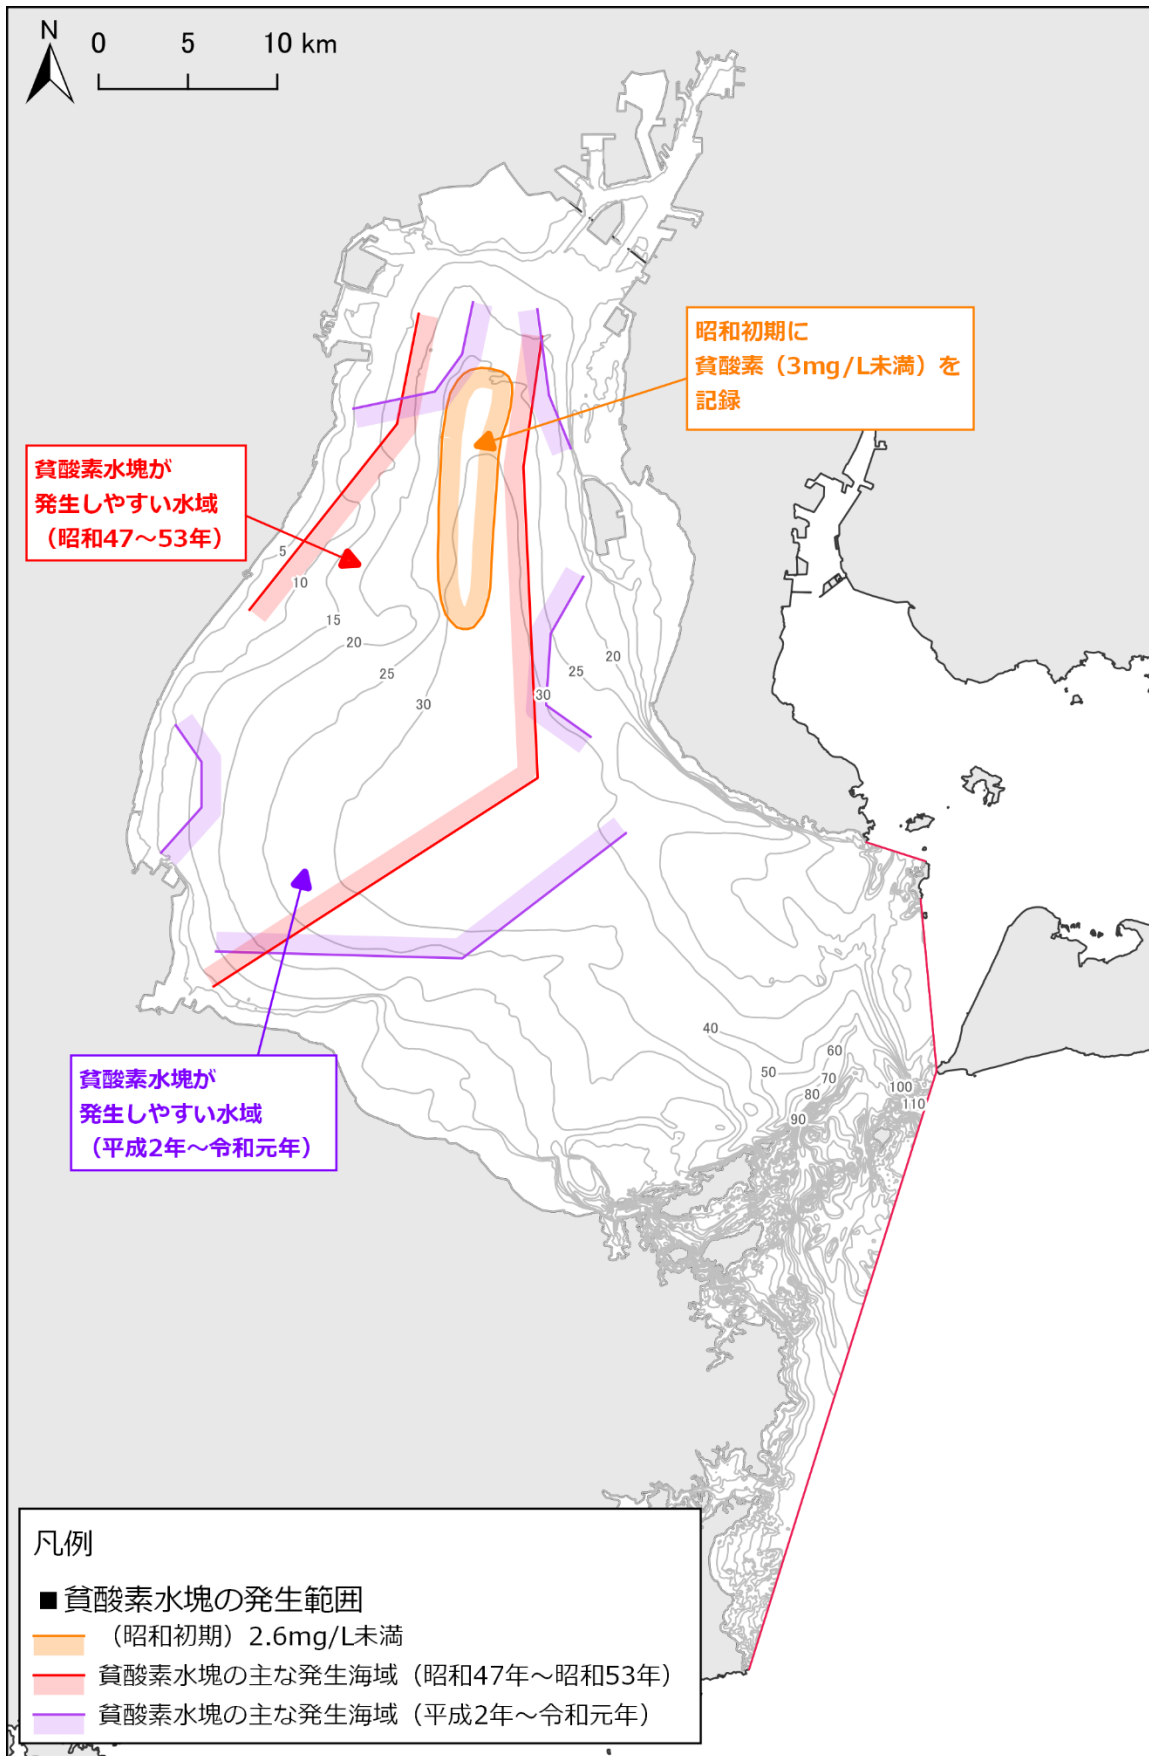 N
0 5 10 km
昭和初期に
貧酸素（3mg/L未満）を
記録
貧酸素水塊が
発生しやすい水域
（昭和47～53年）
5
10
15
20
25
30
20
25
30
40
50
60
70
80
90
100
110
貧酸素水塊が
発生しやすい水域
（平成2年～令和元年）
凡例
■貧酸素水塊の発生範囲
（昭和初期）2.6mg/L未満
貧酸素水塊の主な発生海域（昭和47年～昭和53年）
貧酸素水塊の主な発生海域（平成2年～令和元年）